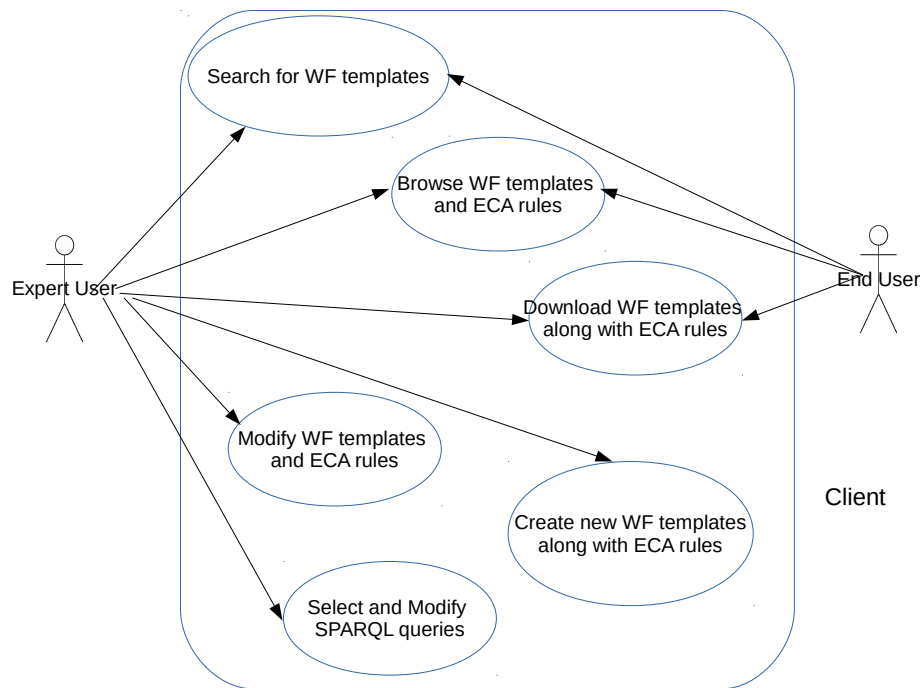 Search for WF templates
Browse WF templates
and ECA rules
Expert User
End User
Download WF templates
along with ECA rules
Modify WF templates
and ECA rules
Client
Create new WF templates
along with ECA rules
Select and Modify
SPARQL queries